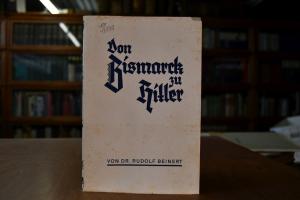 Von
Bismarck
zu
Hitler
VON DR. RUDOLF BEINERT